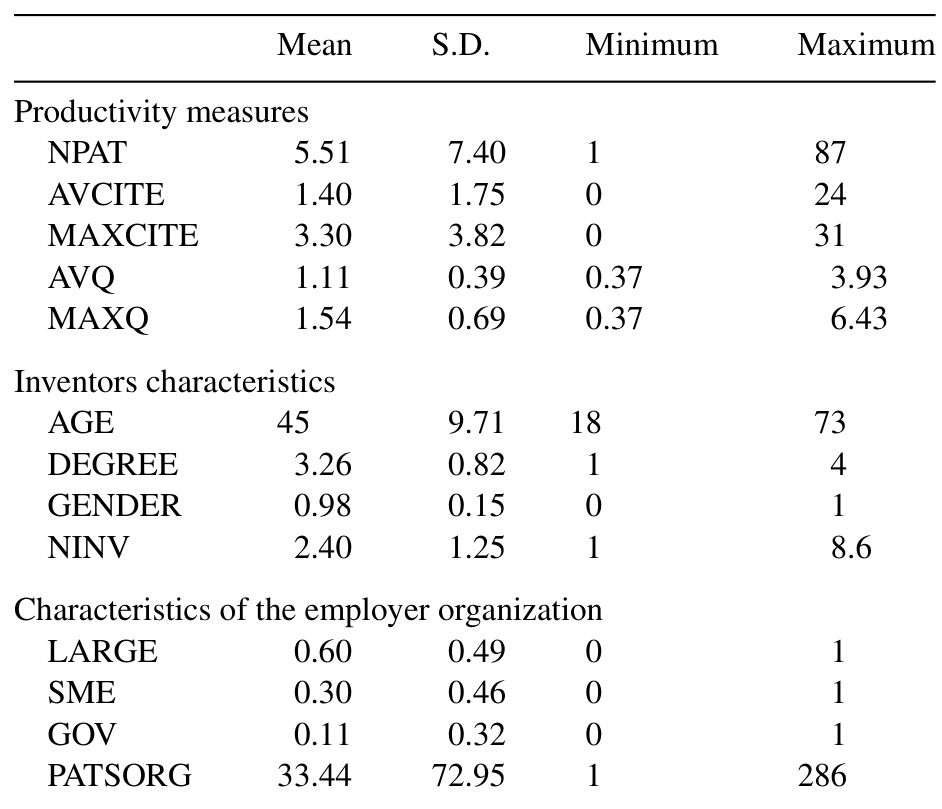 Mean S.D. Minimum Maximum
Productivity measures
NPAT 5.51 7.40 1 87
AVCITE 1.40 1.75 0 24
MAXCITE 3.30 3.82 0 31
AVQ 1.11 0.39 0.37 3.93
MAXQ 1.54 0.69 0.37 6.43
Inventors characteristics
AGE 45 9.71 18 73
DEGREE 3.26 0.82 1 4
GENDER 0.98 0.15 0 1
NINV 2.40 1.25 1 8.6
Characteristics of the employer organization
LARGE 0.60 0.49 0 1
SME 0.30 0.46 0 1
GOV 0.11 0.32 0 1
PATSORG 33.44 72.95 1 286